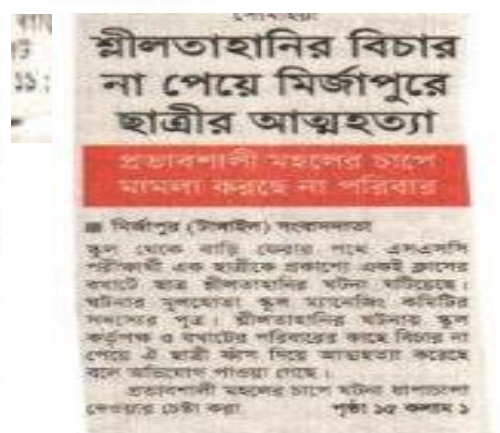 শ্লীলতাহানির বিচার
না পেয়ে মির্জাপুরে
ছাত্রীর আত্মহত্যা
প্রভাবশালী মহলের চাপে
মামলা করছে না পরিবার
■ মির্জাপুর (টাঙ্গাইল) সংবাদদাতা
স্কুল থেকে বাড়ি ফেরার পথে এসএসসি
পরীক্ষার্থী এক ছাত্রীকে প্রকাশ্যে একই ক্লাসের
বখাটে ছাত্র শ্লীলতাহানির ঘটনা ঘটিয়েছে।
ঘটনার মূলহোতা স্কুল ম্যানেজিং কমিটির
সদস্যের পুত্র। শ্লীলতাহানির ঘটনায় স্কুল
কর্তৃপক্ষ ও বখাটের পরিবারের কাছে বিচার না
পেয়ে ঐ ছাত্রী ফাঁস দিয়ে আত্মহত্যা করেছে
বলে অভিযোগ পাওয়া গেছে।
প্রভাবশালী মহলের চাপে ঘটনা ধামাচাপা
দেওয়ার চেষ্টা করা পৃষ্ঠা ১৫ কলাম ১